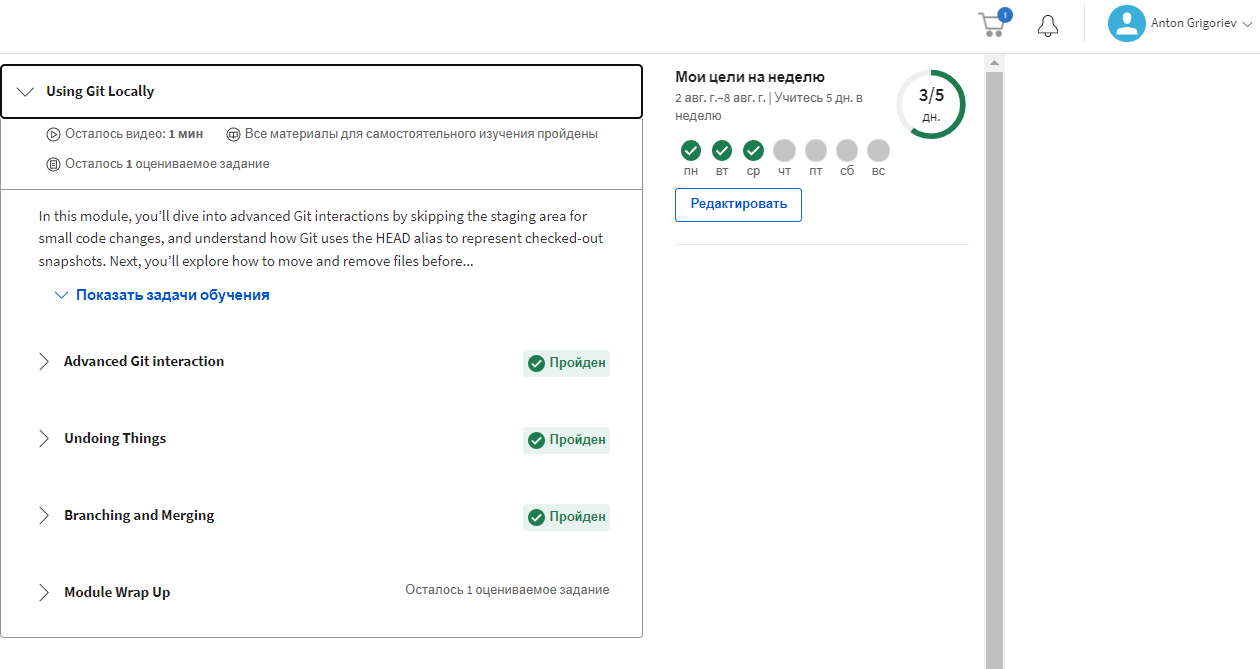 1
Anton Grigoriev
Using Git Locally
Осталось видео: 1 мин
Все материалы для самостоятельного изучения пройдены
Осталось 1 оцениваемое задание
In this module, you’ll dive into advanced Git interactions by skipping the staging area for
small code changes, and understand how Git uses the HEAD alias to represent checked-out
snapshots. Next, you’ll explore how to move and remove files before...
Показать задачи обучения
Advanced Git interaction
Пройден
Undoing Things
Пройден
Branching and Merging
Пройден
Module Wrap Up
Осталось 1 оцениваемое задание
Мои цели на неделю
2 авг. г.–8 авг. г. | Учитесь 5 дн. в
неделю
3/5
дн.
пн вт ср чт пт сб вс
Редактировать